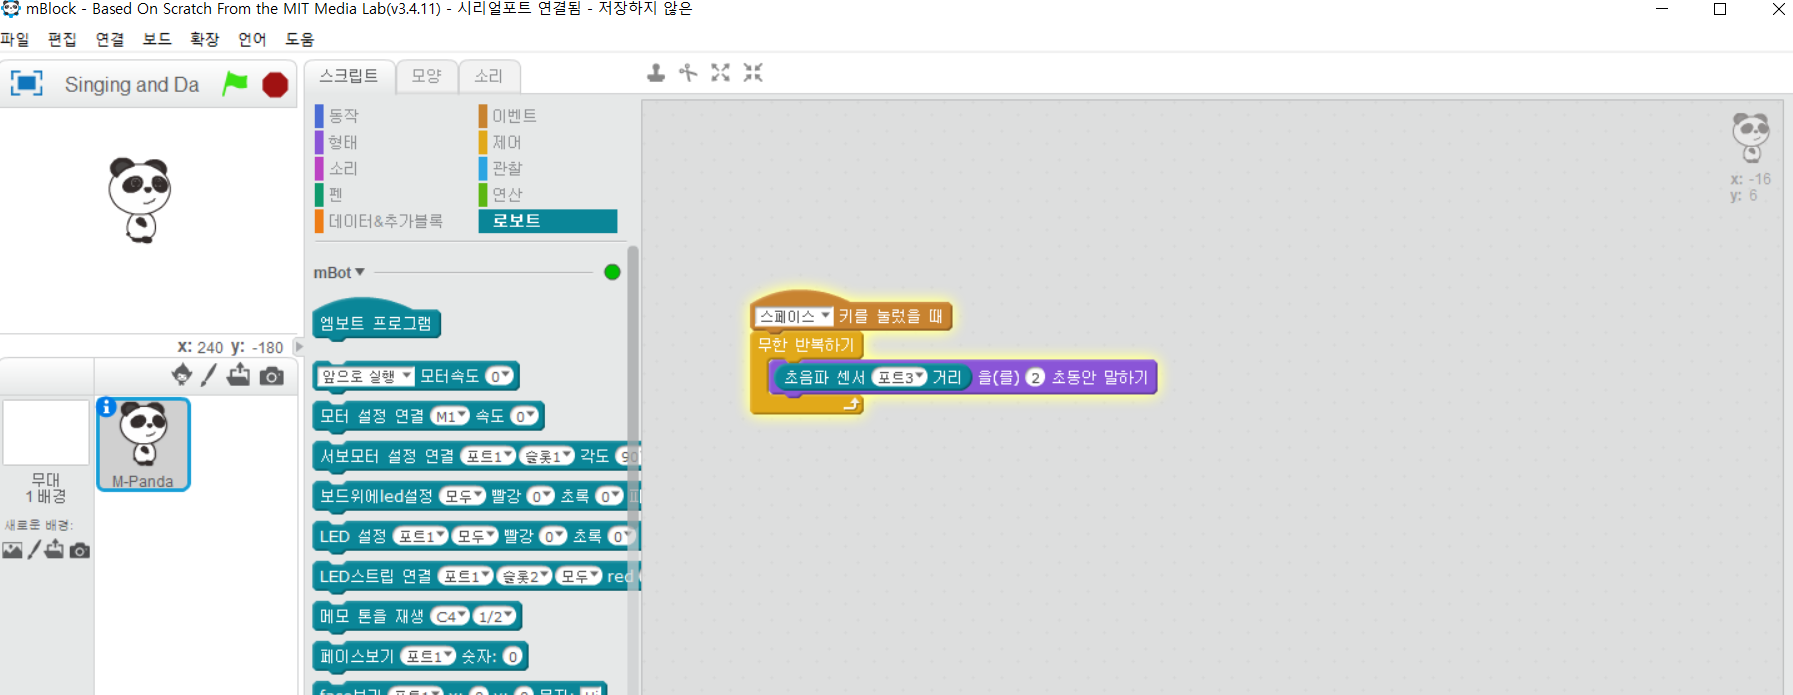 mBlock - Based On Scratch From the MIT Media Lab(v3.4.11) - 시리얼포트 연결됨 - 저장하지 않은
파일 편집 연결 보드 확장 언어 도움
Singing and Da
스크립트 모양 소리
동작 이벤트
형태 제어
소리 관찰
펜 연산
데이터&추가블록 로보트
mBot
엠보트 프로그램
앞으로 실행 모터속도 0
모터 설정 연결 M1 속도 0
서보모터 설정 연결 포트1 슬롯1 각도 90
보드위에led설정 모두 빨강 0 초록 0
LED 설정 포트1 모두 빨강 0 초록 0
LED스트립 연결 포트1 슬롯2 모두 red
메모 톤을 재생 C4 1/2
페이스보기 포트1 숫자: 0
x: 240 y: -180
i
M-Panda
무대
1 배경
새로운 배경:
스페이스 키를 눌렀을 때
무한 반복하기
초음파 센서 포트3 거리 을(를) 2 초동안 말하기
x: -16
y: 6